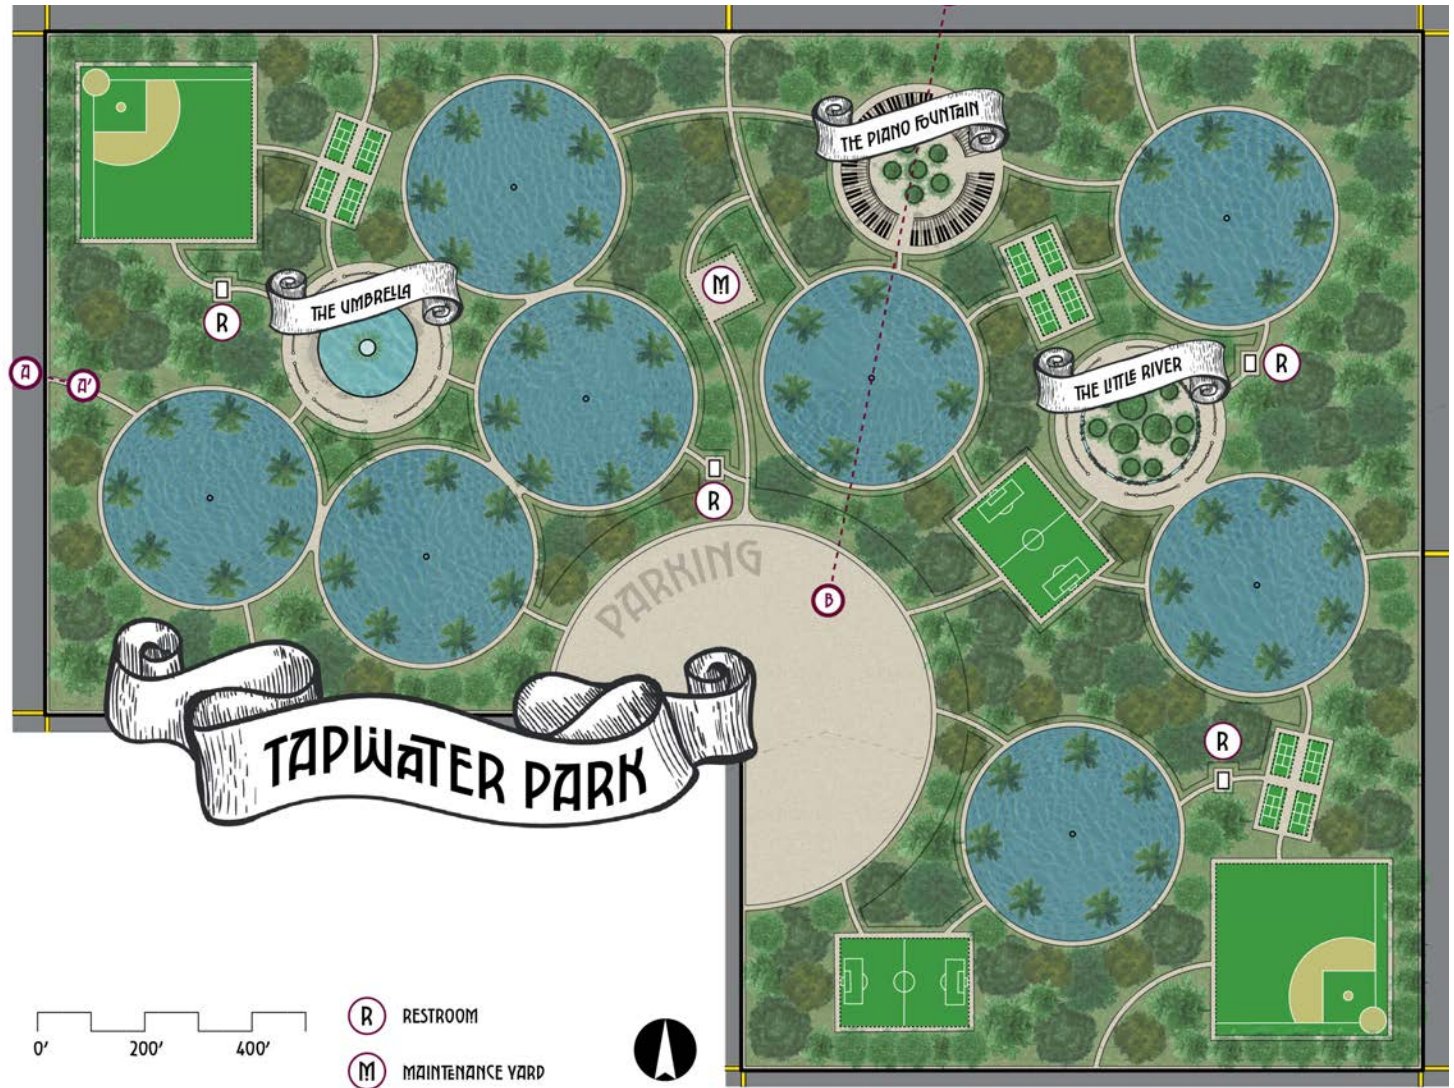 THE PIANO FOUNTAIN
M
THE UMBRELLA
R
THE LITTLE RIVER
R
A
A'
R
PARKING
B
TAPWATER PARK
R
R RESTROOM
0' 200' 400'
M MAINTENANCE YARD